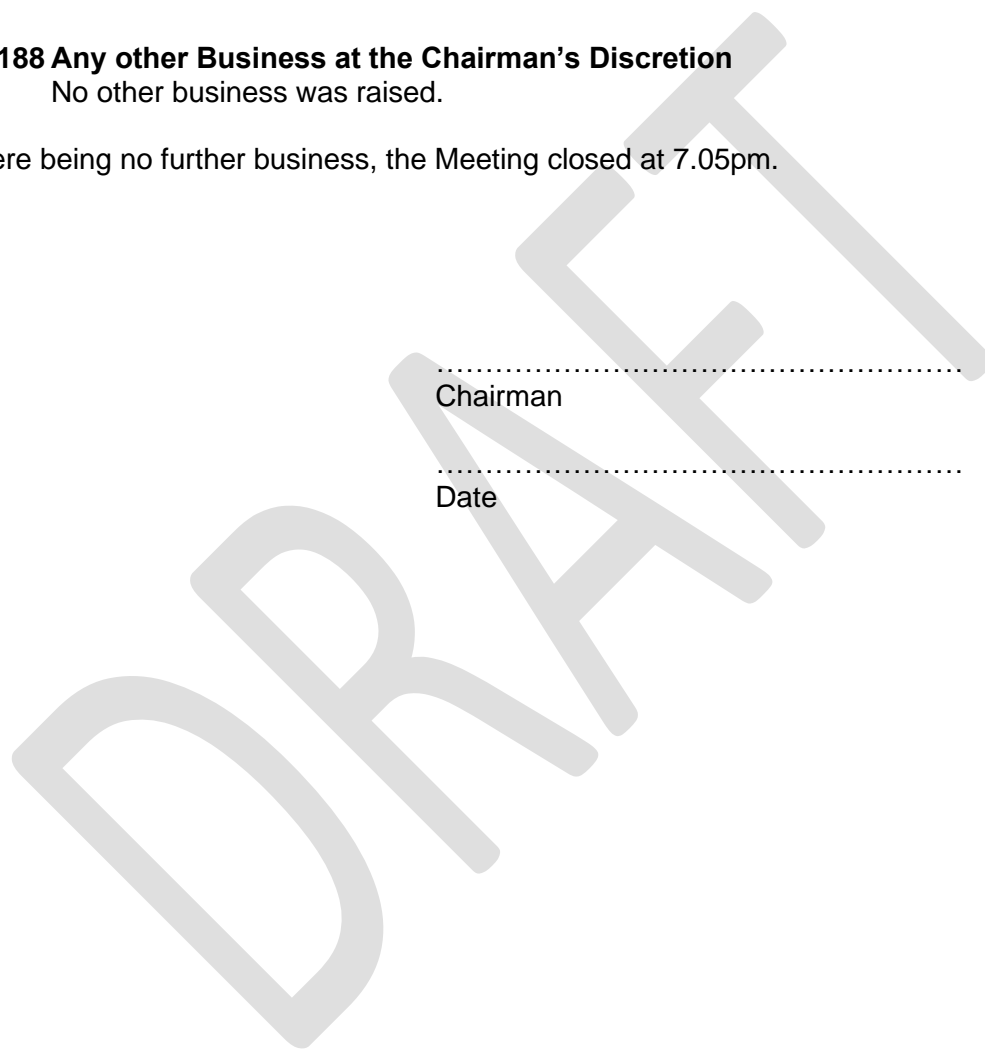 188 Any other Business at the Chairman’s Discretion
No other business was raised.
ere being no further business, the Meeting closed at 7.05pm.
……………………………………………….
Chairman
……………………………………………….
Date
DRAFT